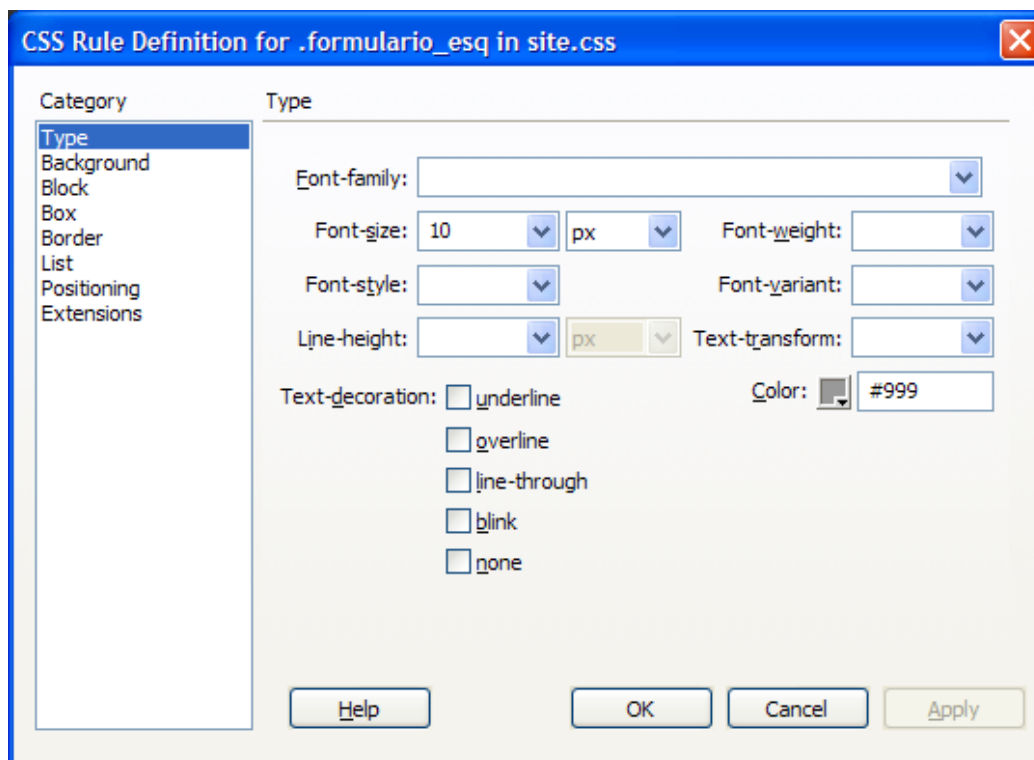 CSS Rule Definition for .formulario_esq in site.css
Category
Type
Type
Background
Block
Box
Border
List
Positioning
Extensions
Font-family:
Font-size: 10 px Font-weight:
Font-style: Font-variant:
Line-height: px Text-transform:
Text-decoration: underline Color: #999
overline
line-through
blink
none
Help OK Cancel Apply